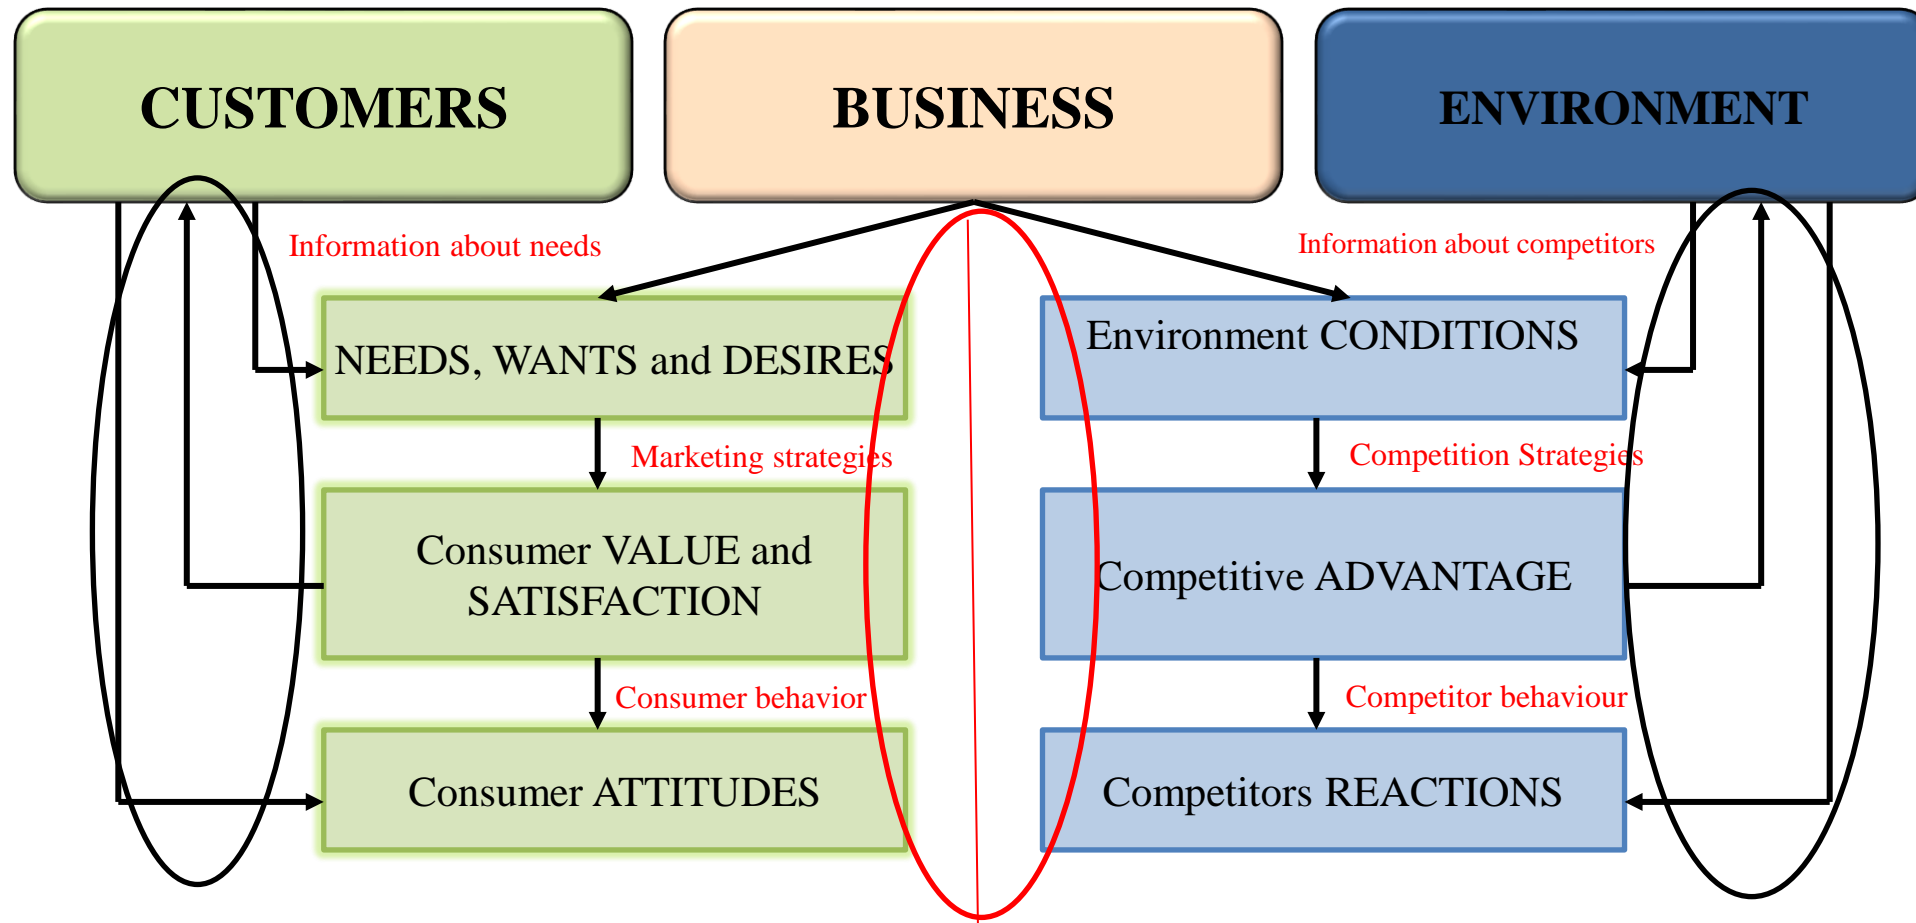 CUSTOMERS
BUSINESS
ENVIRONMENT
Information about needs
Information about competitors
NEEDS, WANTS and DESIRES
Environment CONDITIONS
Marketing strategies
Competition Strategies
Consumer VALUE and
SATISFACTION
Competitive ADVANTAGE
Consumer behavior
Competitor behaviour
Consumer ATTITUDES
Competitors REACTIONS